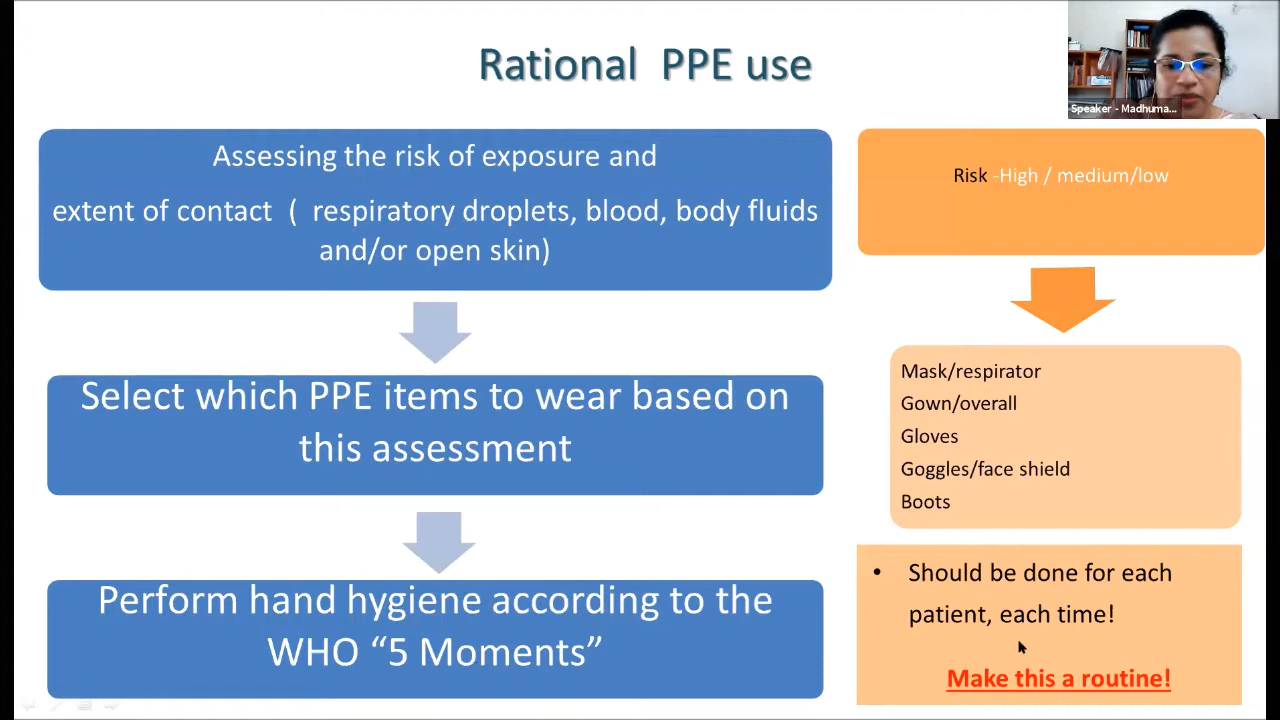 Rational PPE use
Speaker - Madhuma...
Assessing the risk of exposure and
extent of contact ( respiratory droplets, blood, body fluids
and/or open skin)
Select which PPE items to wear based on
this assessment
Perform hand hygiene according to the
WHO “5 Moments”
Risk -High / medium/low
Mask/respirator
Gown/overall
Gloves
Goggles/face shield
Boots
• Should be done for each
patient, each time!
Make this a routine!